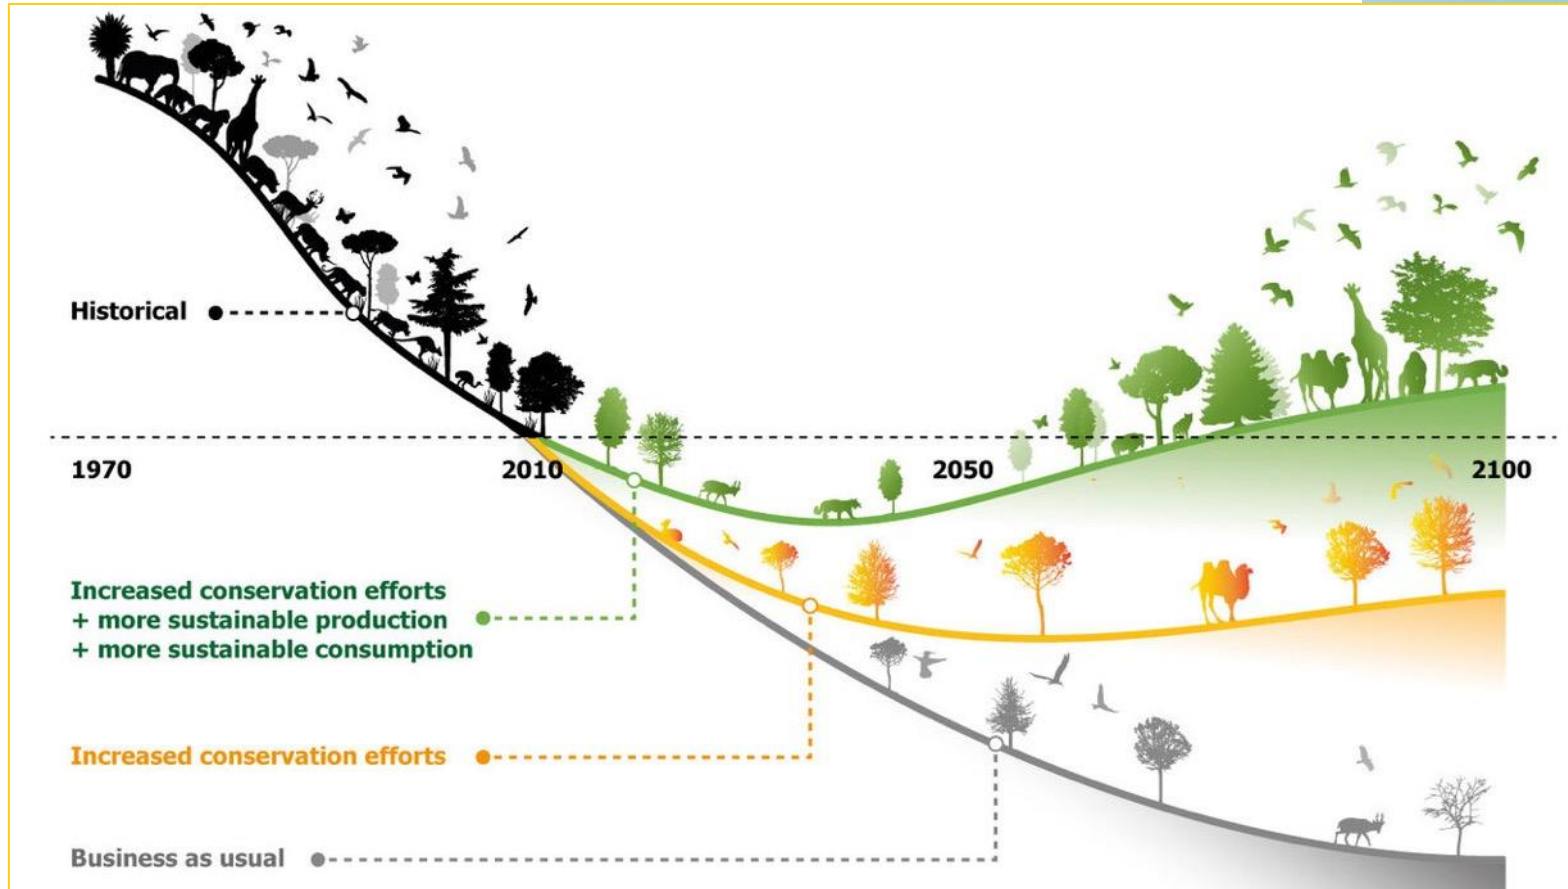 Historical
1970
2010
2050
2100
Increased conservation efforts
+ more sustainable production
+ more sustainable consumption
Increased conservation efforts
Business as usual